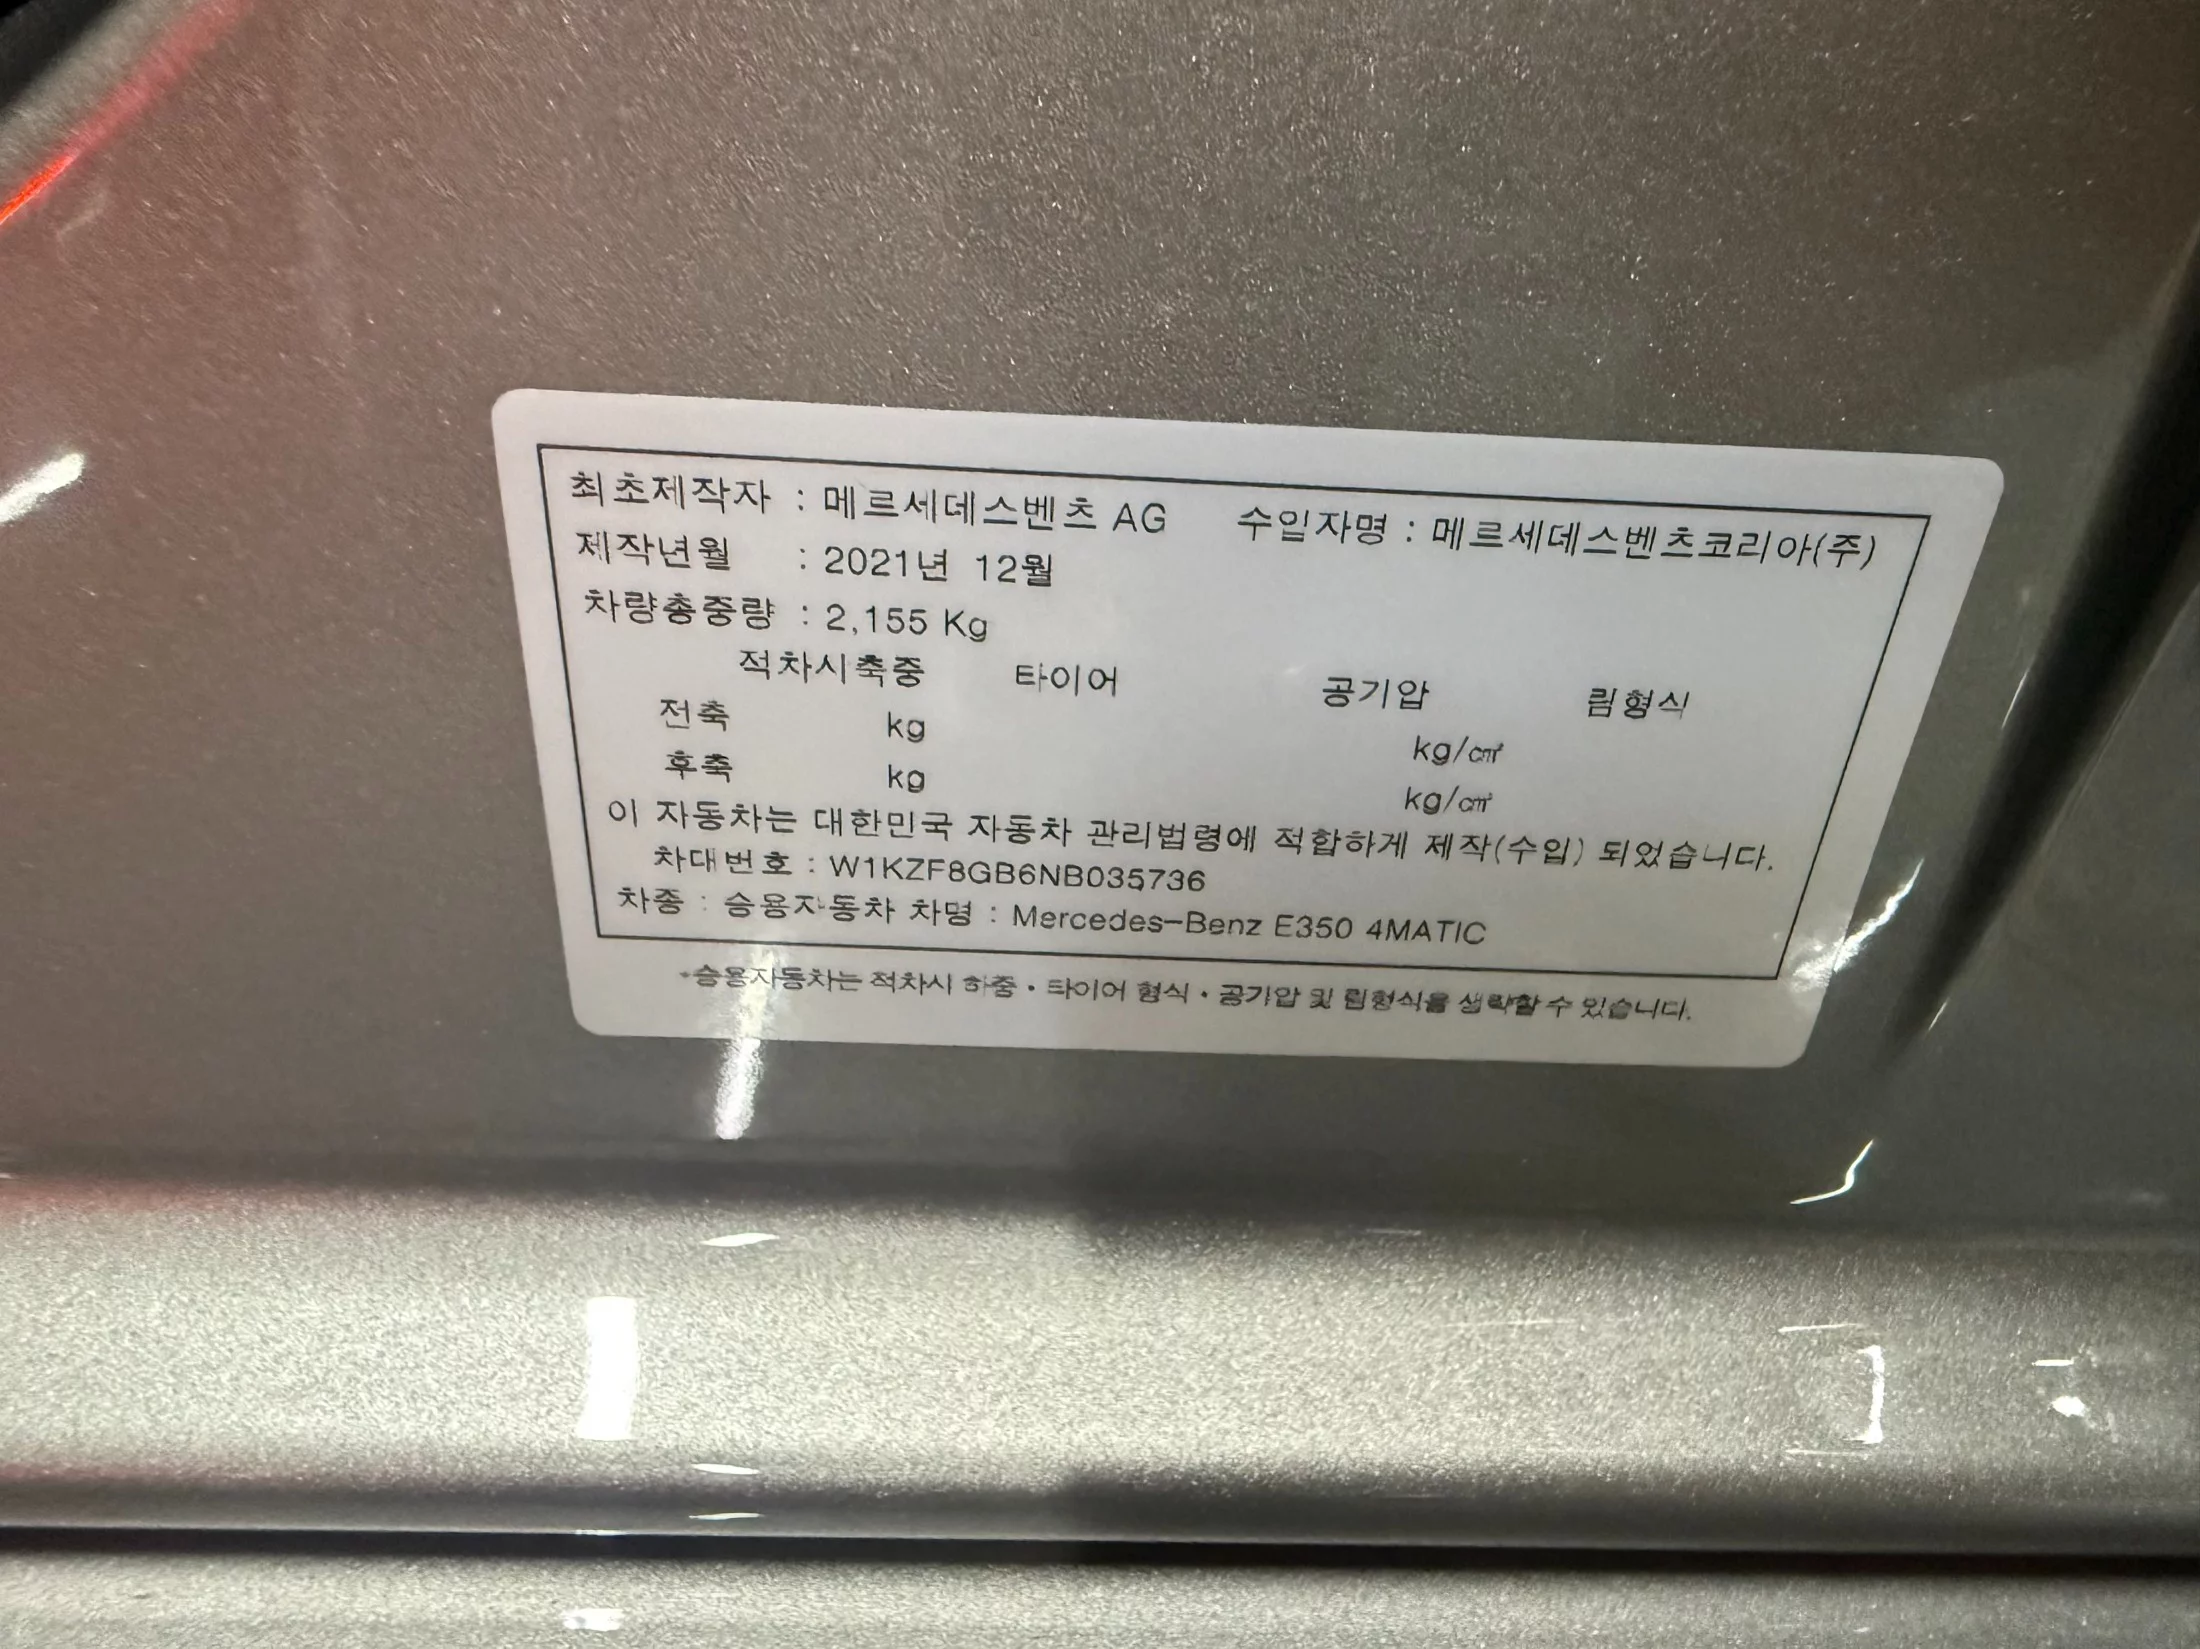 최초제작자 : 메르세데스벤츠 AG 수입자명 : 메르세데스벤츠코리아(주)
제작년월 : 2021년 12월
차량총중량 : 2,155 Kg
적차시축중 타이어 공기압 림형식
전축 kg kg/㎠
후축 kg kg/㎠
이 자동차는 대한민국 자동차 관리법령에 적합하게 제작(수입) 되었습니다.
차대번호 : W1KZF8GB6NB035736
차종 : 승용자동차 차명 : Mercedes-Benz E350 4MATIC
*승용자동차는 적차시 하중・타이어 형식・공기압 및 림형식을 생략할 수 있습니다.